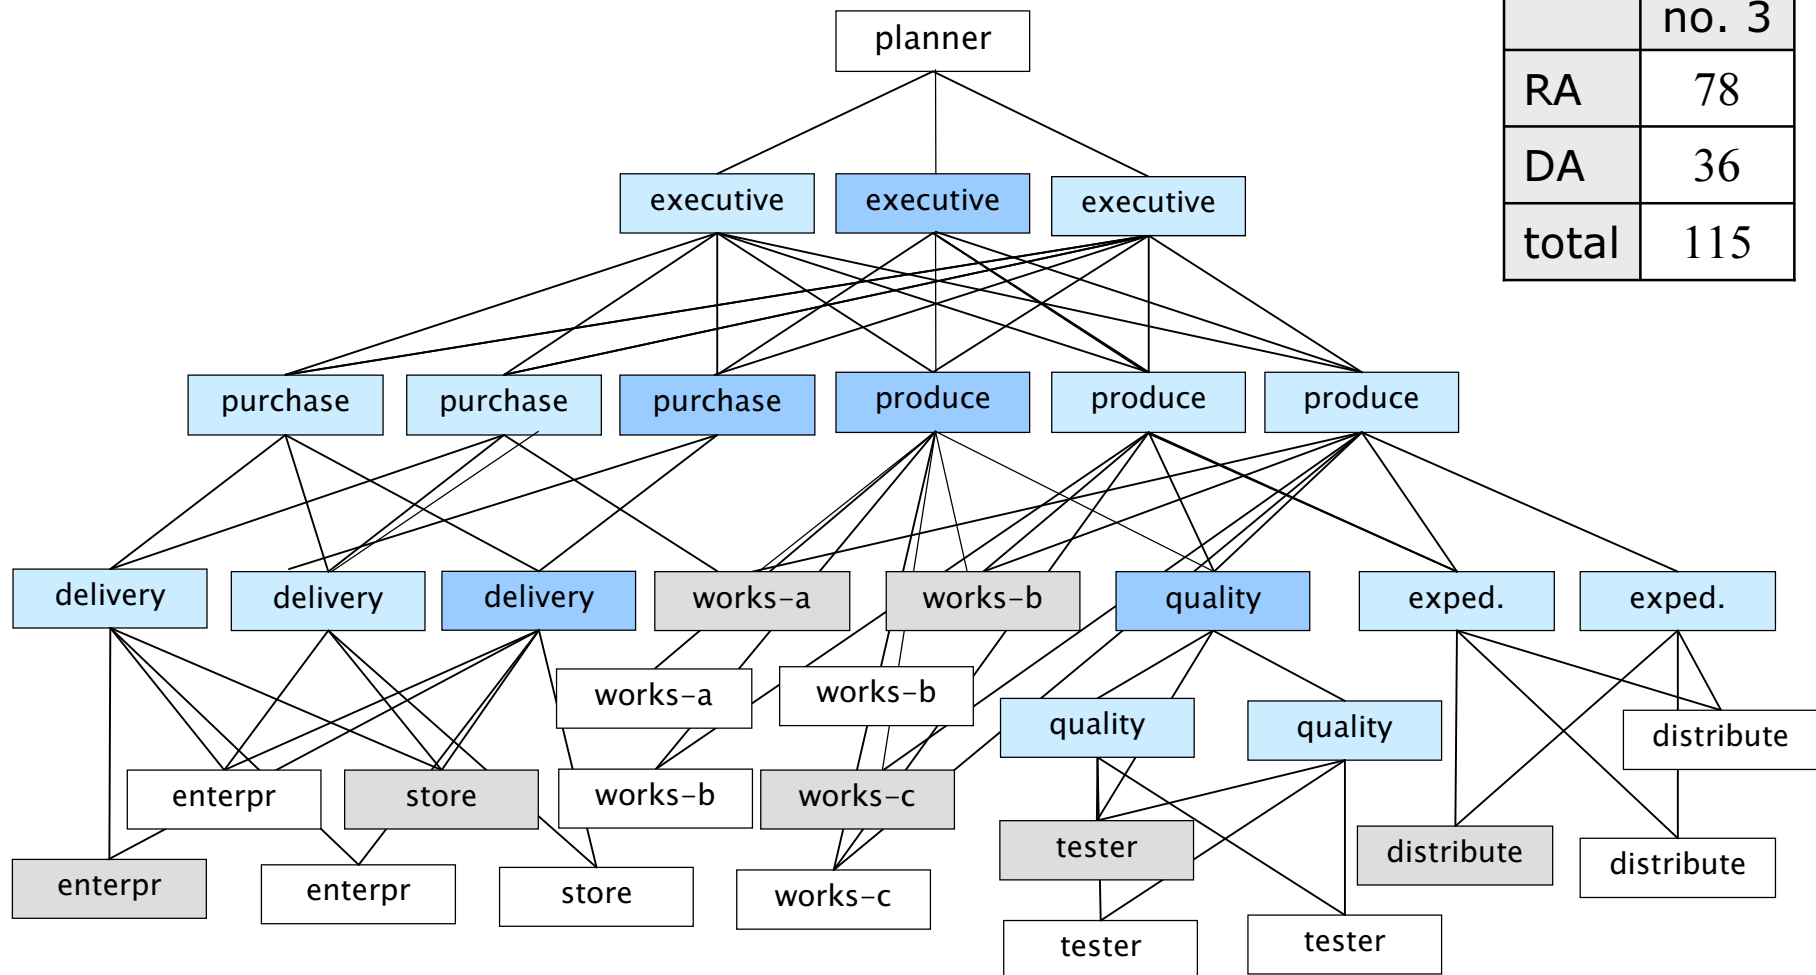 planner
no. 3
RA 78
DA 36
total 115
executive executive executive
purchase purchase purchase produce produce produce
delivery delivery delivery works-a works-b quality exped. exped.
works-a works-b quality quality distribute
enterpr store works-b works-c tester distribute distribute
enterpr enterpr store works-c tester tester